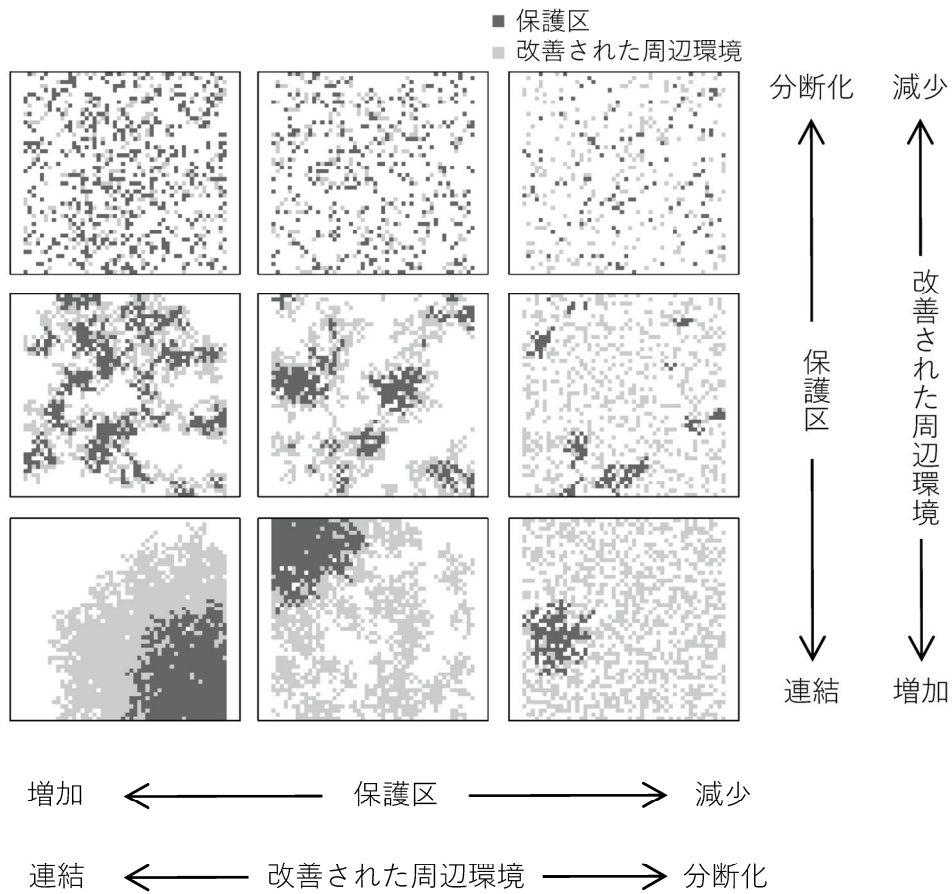 保護区
改善された周辺環境
分断化
減少
保護区
改善された周辺環境
連結
増加
増加
保護区
減少
連結
改善された周辺環境
分断化